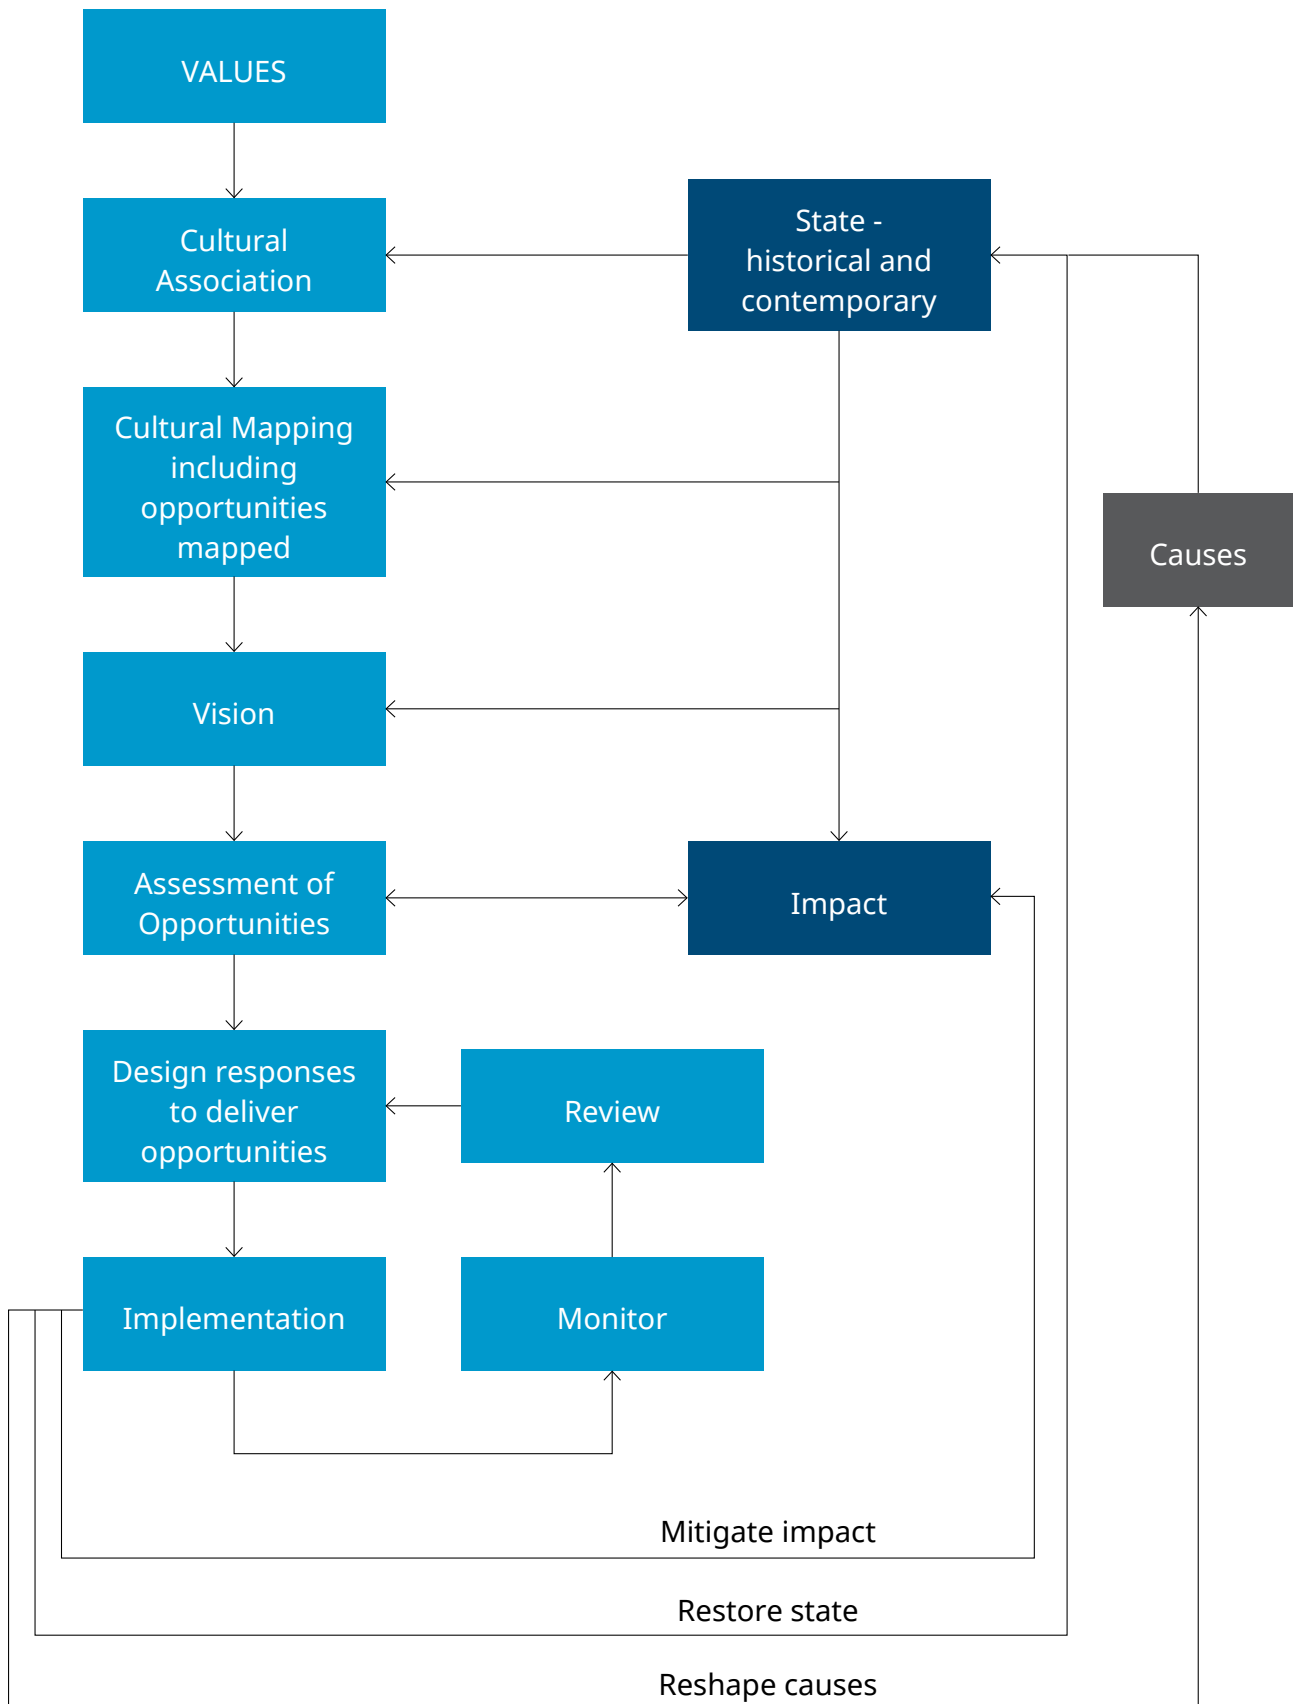 VALUES
Cultural
Association
State -
historical and
contemporary
Cultural Mapping
including
opportunities
mapped
Causes
Vision
Assessment of
Opportunities
Impact
Design responses
to deliver
opportunities
Review
Implementation
Monitor
Mitigate impact
Restore state
Reshape causes